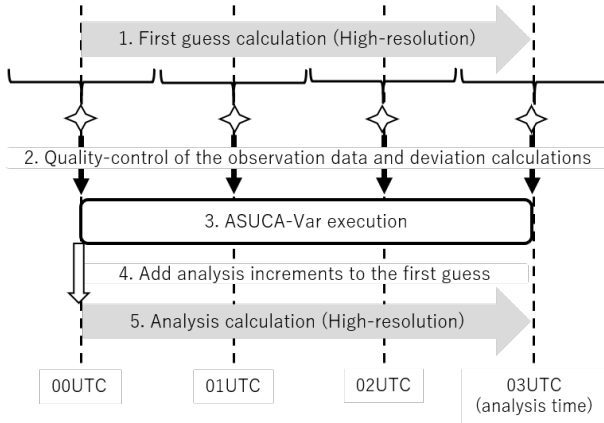 1. First guess calculation (High-resolution)
2. Quality-control of the observation data and deviation calculations
3. ASUCA-Var execution
4. Add analysis increments to the first guess
5. Analysis calculation (High-resolution)
00UTC
01UTC
02UTC
03UTC
(analysis time)